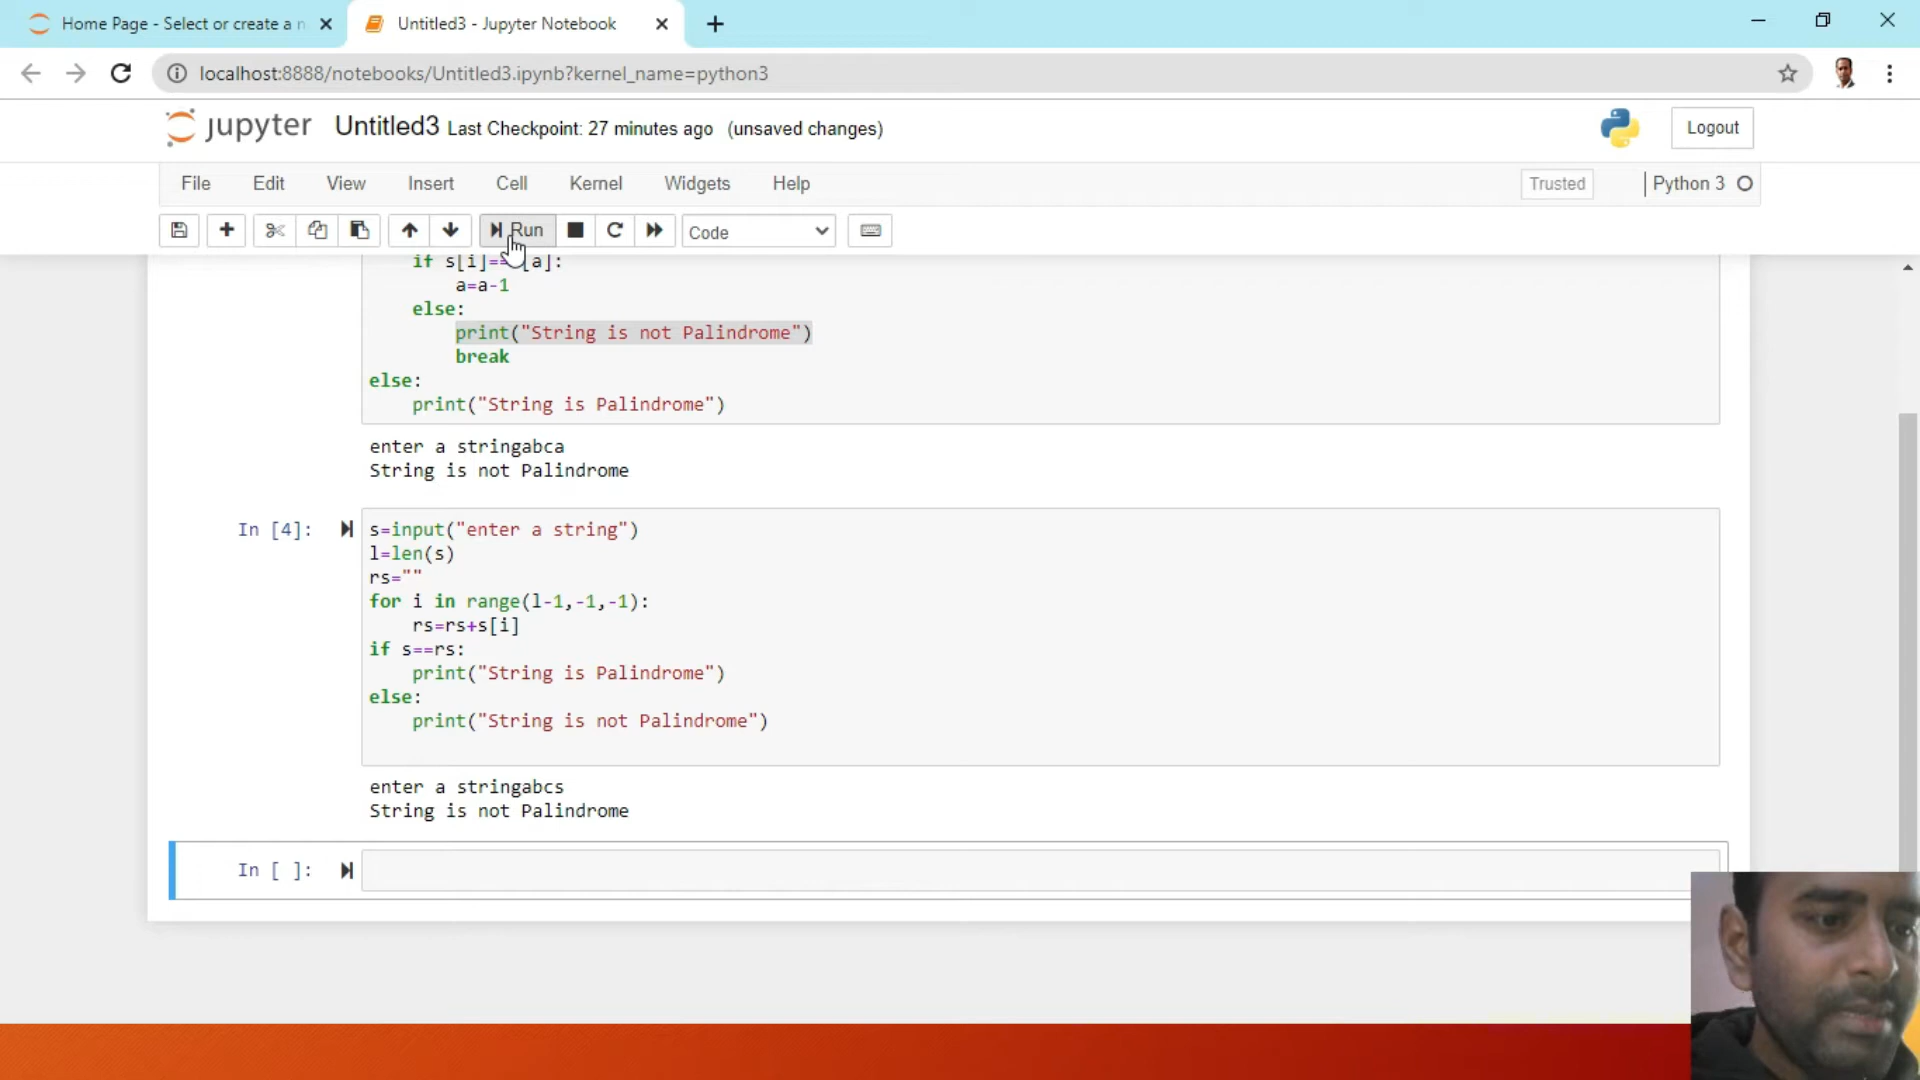 Home Page - Select or create a n
Untitled3 - Jupyter Notebook
localhost:8888/notebooks/Untitled3.ipynb?kernel_name=python3
jupyter Untitled3 Last Checkpoint: 27 minutes ago (unsaved changes)
Logout
File Edit View Insert Cell Kernel Widgets Help
Trusted
Python 3
Run
Code
if s[i]== [a]:
a=a-1
else:
print("String is not Palindrome")
break
else:
print("String is Palindrome")
enter a stringabca
String is not Palindrome
In [4]:
s=input("enter a string")
l=len(s)
rs=""
for i in range(l-1,-1,-1):
rs=rs+s[i]
if s==rs:
print("String is Palindrome")
else:
print("String is not Palindrome")
enter a stringabcs
String is not Palindrome
In [ ]: